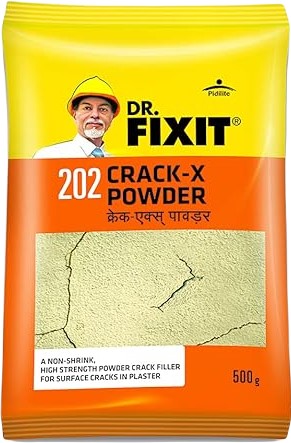 Pidilite
DR.
FIXIT®
202 CRACK-X
POWDER
क्रेक-एक्स् पावडर
A NON-SHRINK,
HIGH STRENGTH POWDER CRACK FILLER
FOR SURFACE CRACKS IN PLASTER
500 g